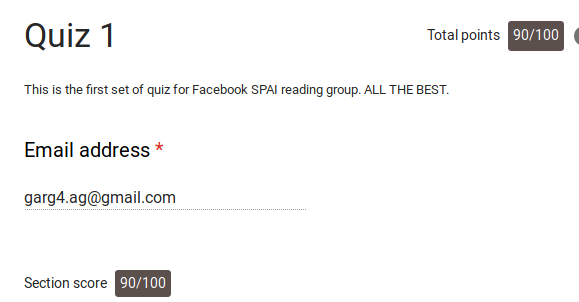 Quiz 1
Total points 90/100
This is the first set of quiz for Facebook SPAI reading group. ALL THE BEST.
Email address *
garg4.ag@gmail.com
Section score 90/100